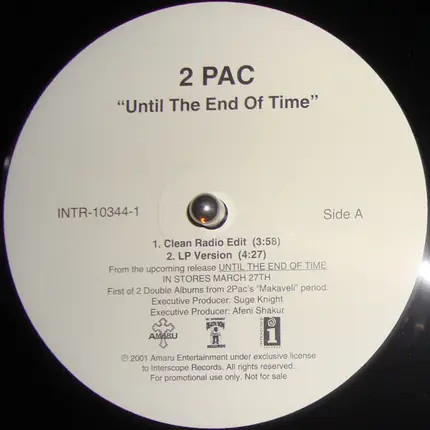 2 PAC
“Until The End Of Time”
INTR-10344-1
Side A
1. Clean Radio Edit (3:58)
2. LP Version (4:27)
From the upcoming release UNTIL THE END OF TIME
IN STORES MARCH 27TH
First of 2 Double Albums from 2Pac's "Makaveli" period.
Executive Producer: Suge Knight
Executive Producer: Afeni Shakur
AMARU
℗ 2001 Amaru Entertainment under exclusive license
to Interscope Records. All rights reserved.
For promotional use only. Not for sale